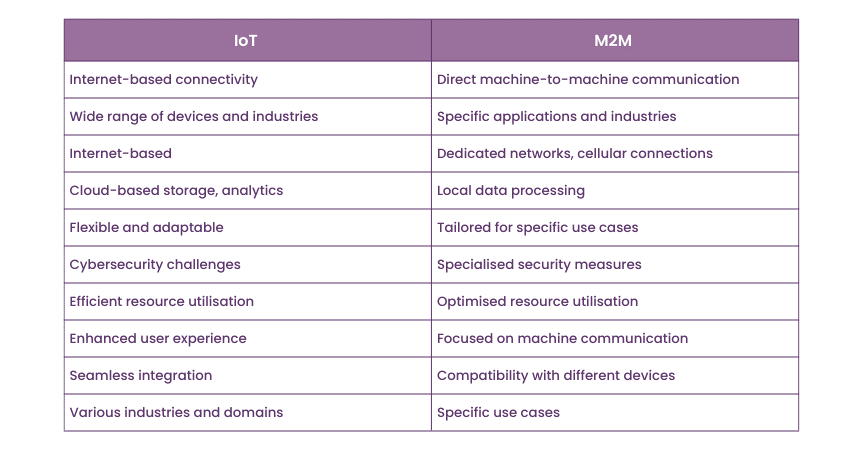 IoT M2M
Internet-based connectivity Direct machine-to-machine communication
Wide range of devices and industries Specific applications and industries
Internet-based Dedicated networks, cellular connections
Cloud-based storage, analytics Local data processing
Flexible and adaptable Tailored for specific use cases
Cybersecurity challenges Specialised security measures
Efficient resource utilisation Optimised resource utilisation
Enhanced user experience Focused on machine communication
Seamless integration Compatibility with different devices
Various industries and domains Specific use cases